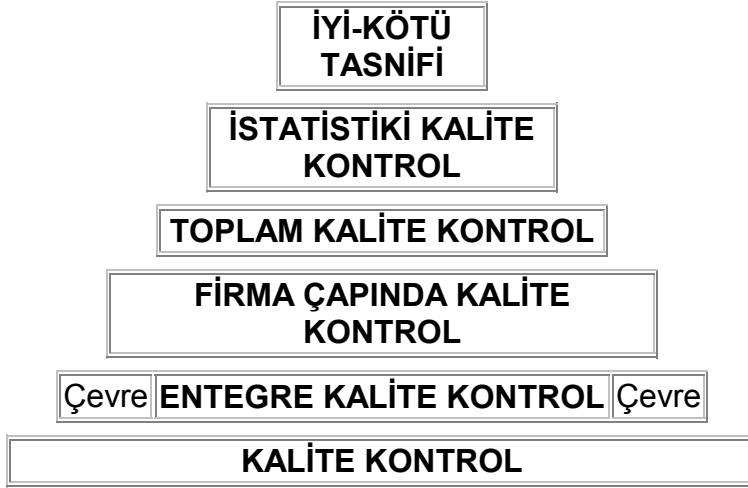 İYİ-KÖTÜ
TASNİFİ
İSTATİSTİKİ KALİTE
KONTROL
TOPLAM KALİTE KONTROL
FİRMA ÇAPINDA KALİTE
KONTROL
Çevre ENTEGRE KALİTE KONTROL Çevre
KALİTE KONTROL